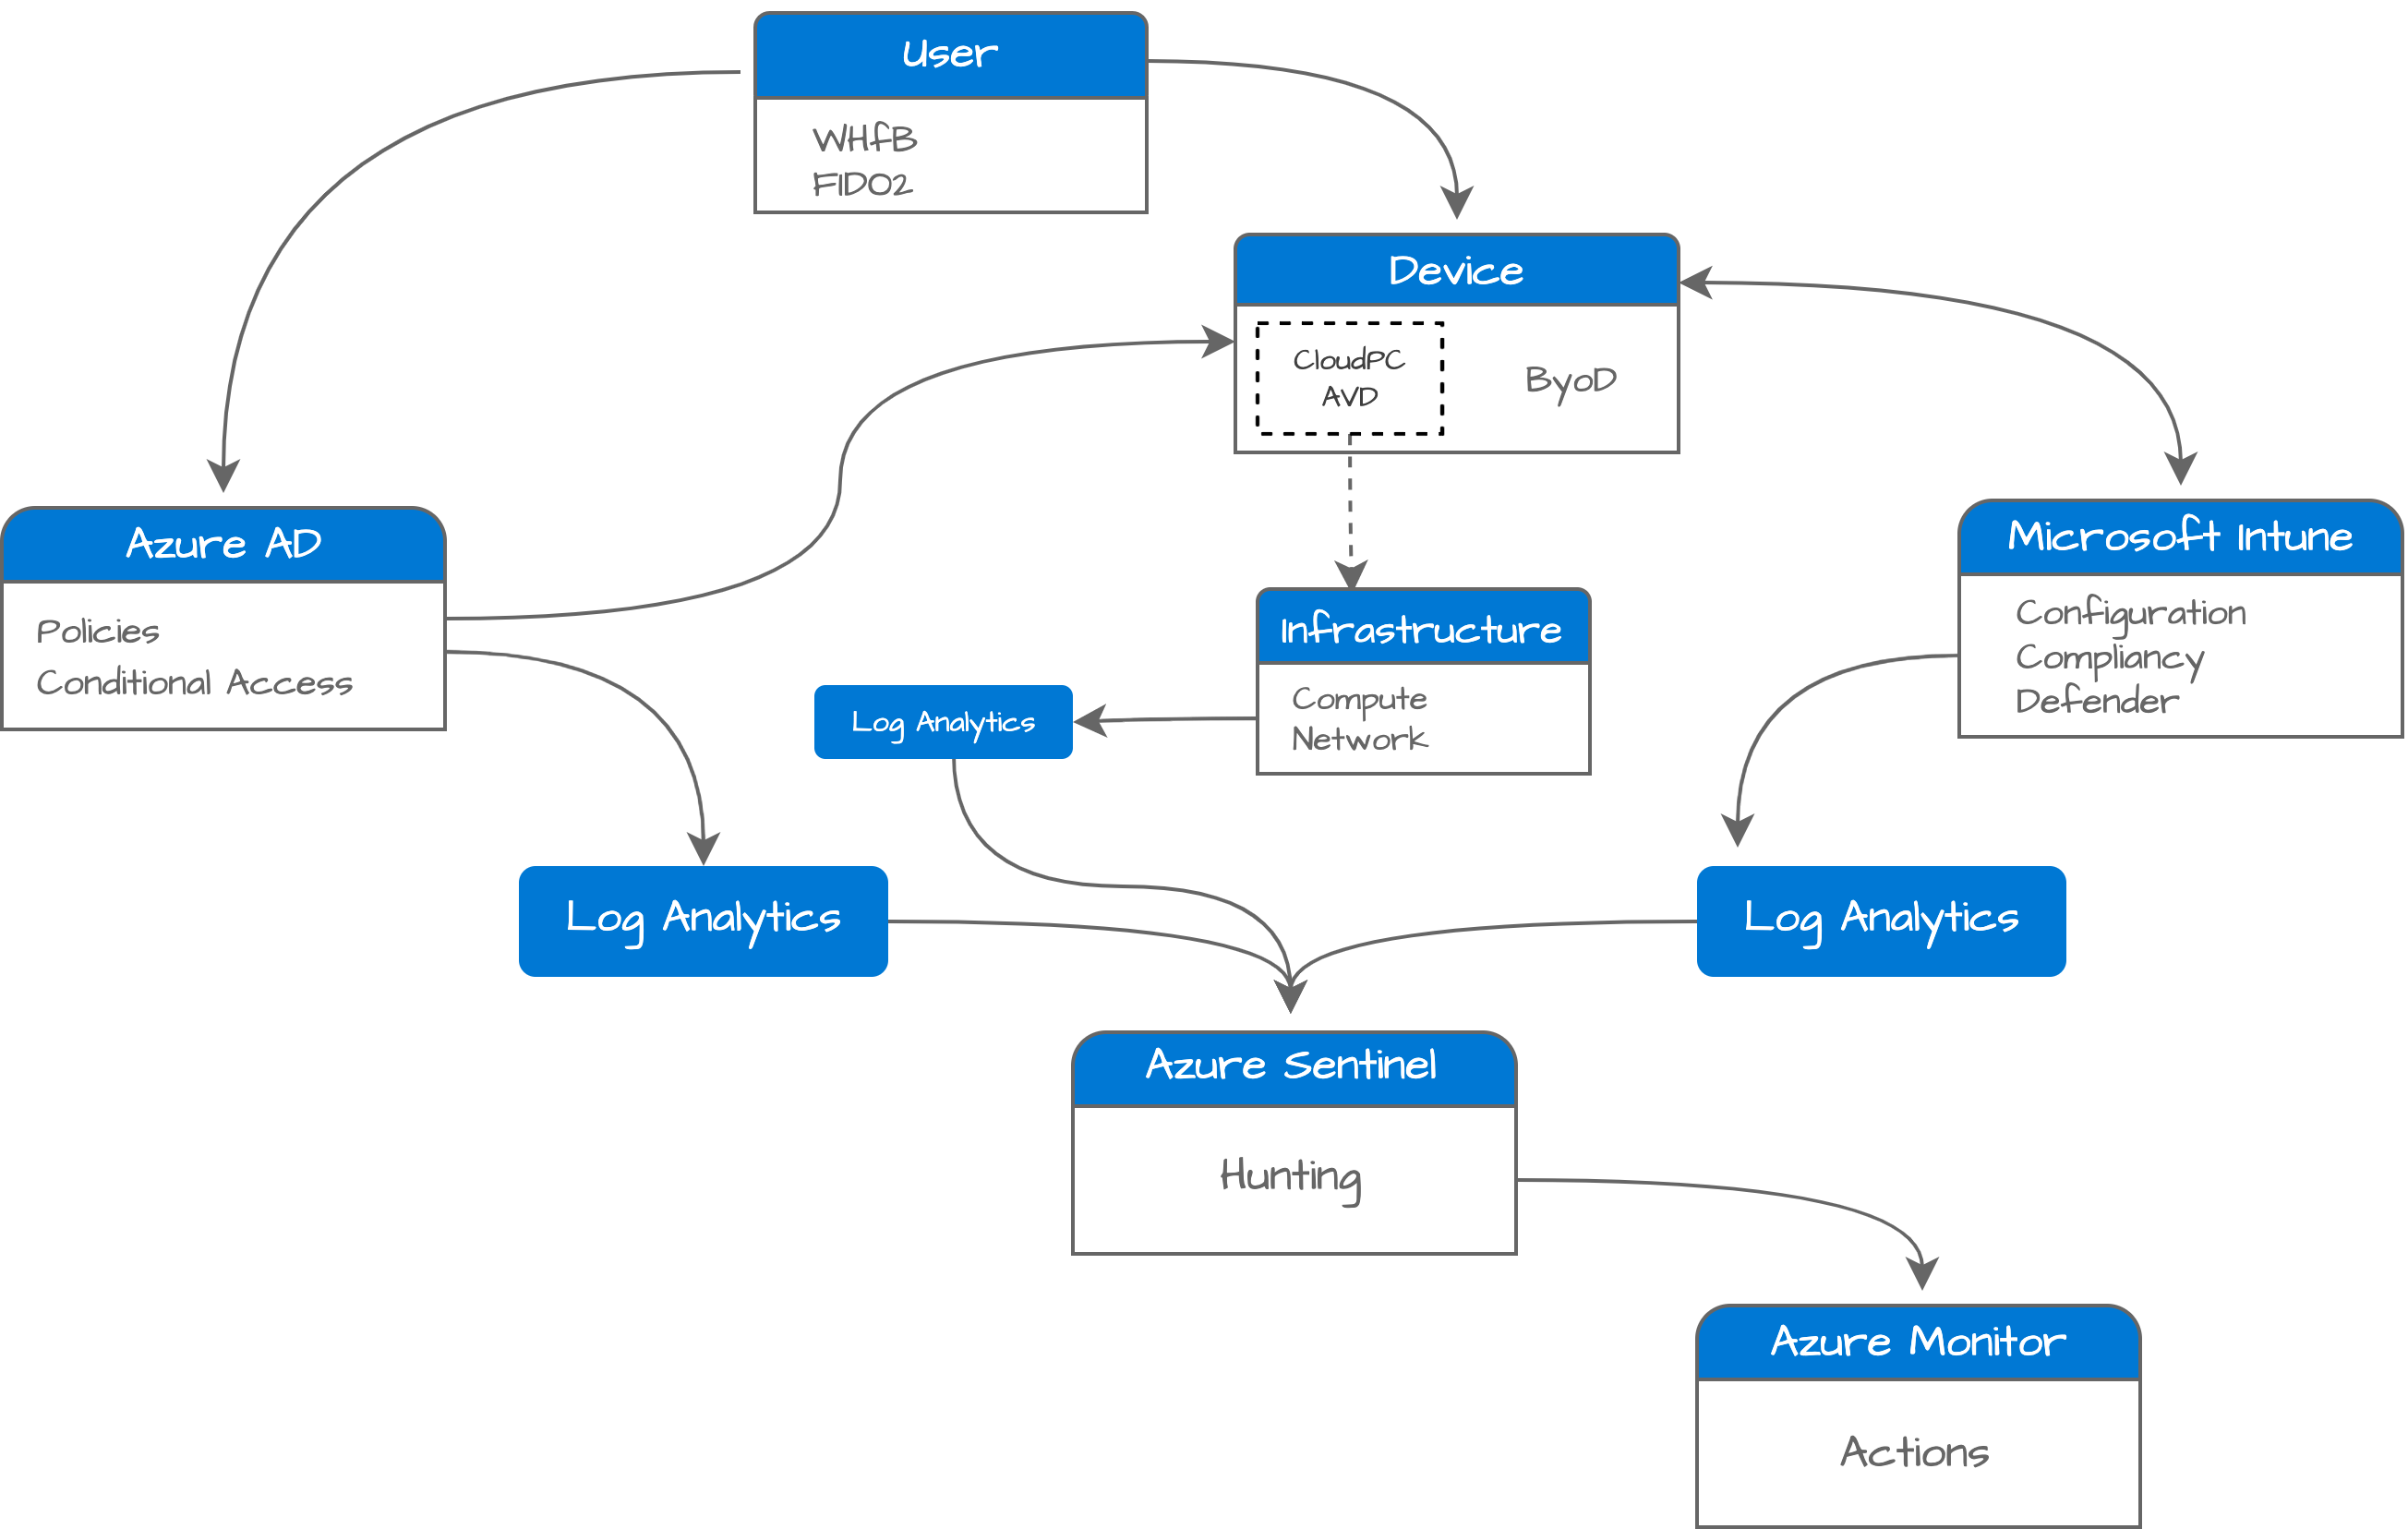 User
WHfB
FIDO2
Device
CloudPC
AVD
ByoD
Azure AD
Policies
Conditional Access
Microsoft Intune
Configuration
Compliancy
Defender
Infrastructure
Compute
Network
Log Analytics
Log Analytics
Log Analytics
Azure Sentinel
Hunting
Azure Monitor
Actions